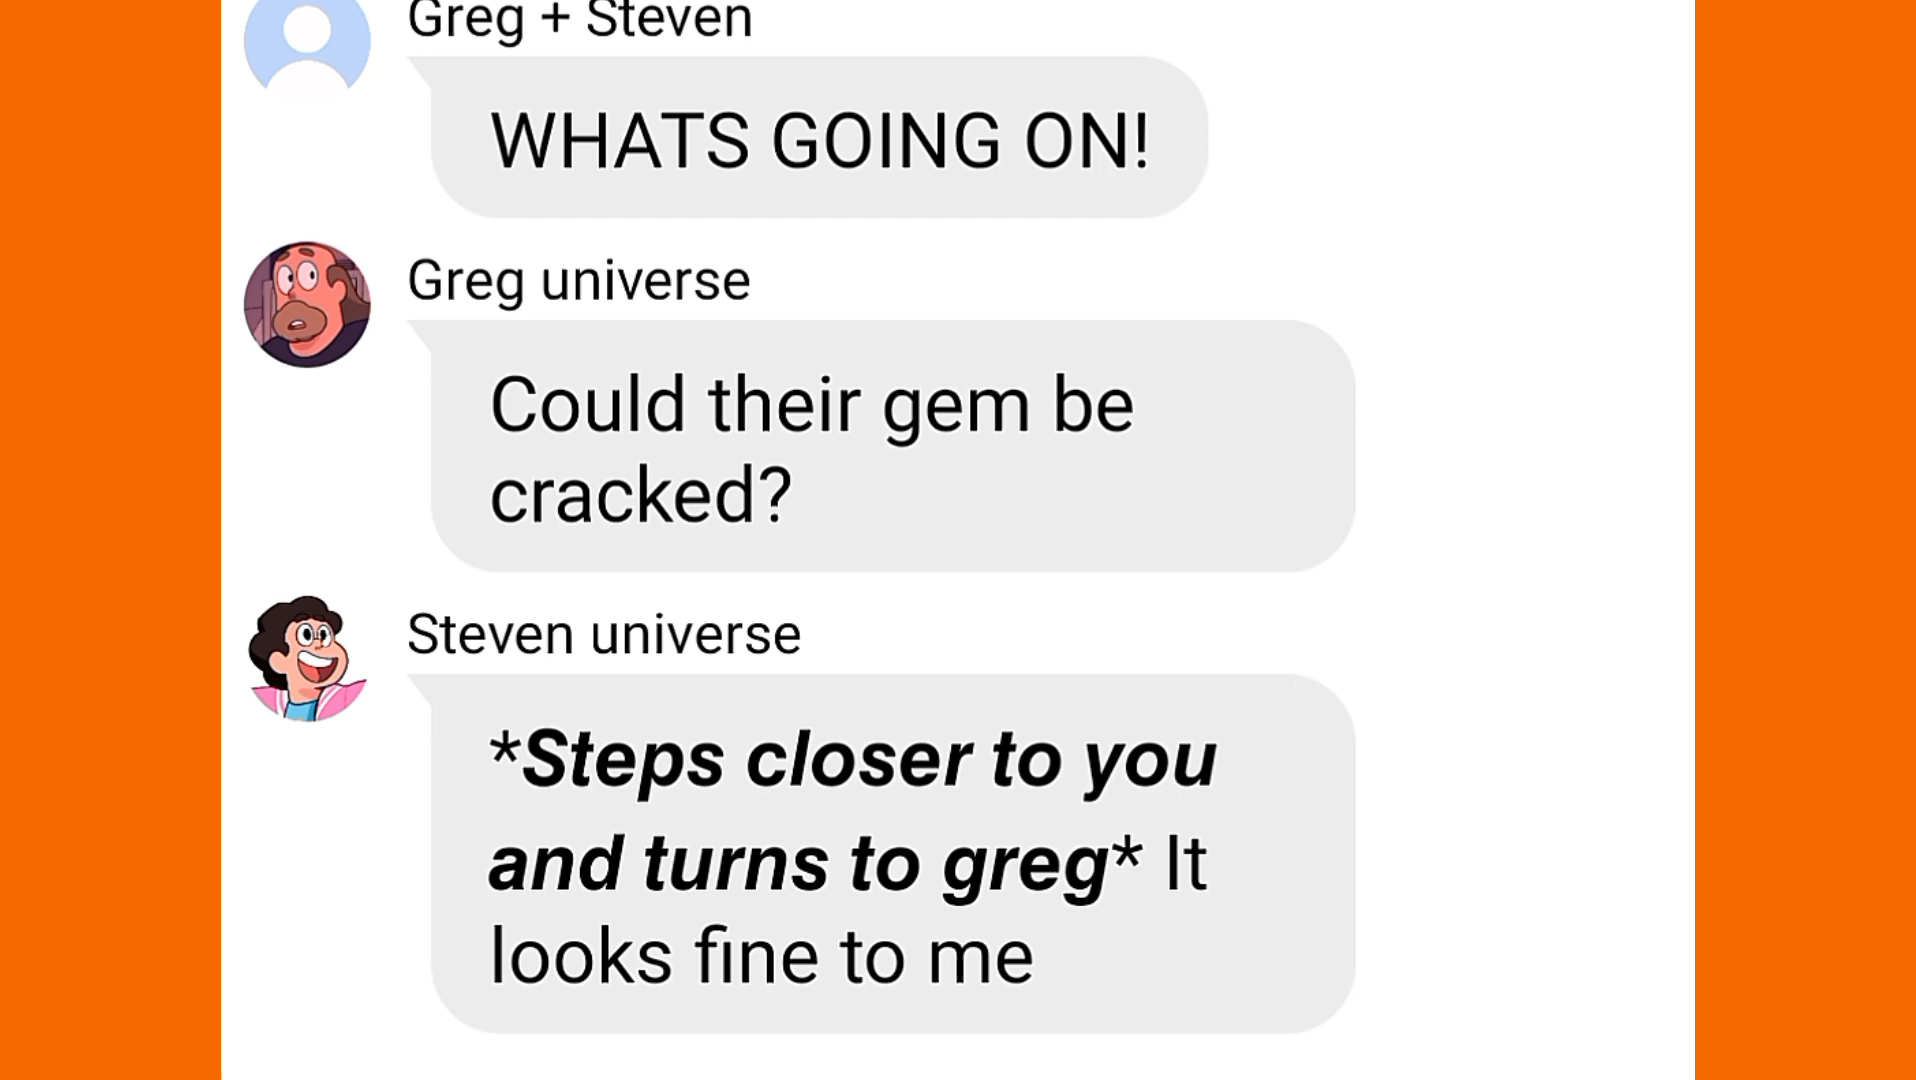 Greg + Steven
WHATS GOING ON!
Greg universe
Could their gem be
cracked?
Steven universe
*Steps closer to you
and turns to greg* It
looks fine to me